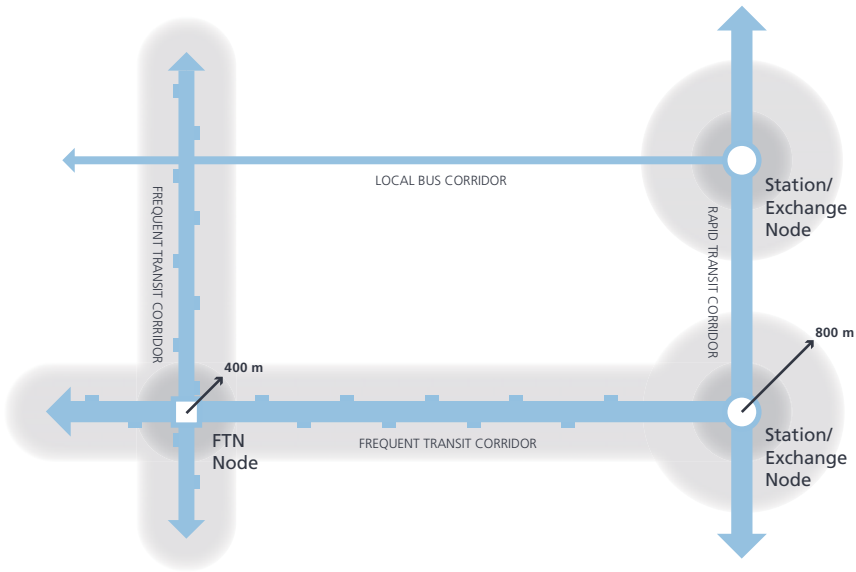 LOCAL BUS CORRIDOR
Station/
Exchange
Node
FREQUENT TRANSIT CORRIDOR
RAPID TRANSIT CORRIDOR
800 m
400 m
FTN
Node
FREQUENT TRANSIT CORRIDOR
Station/
Exchange
Node